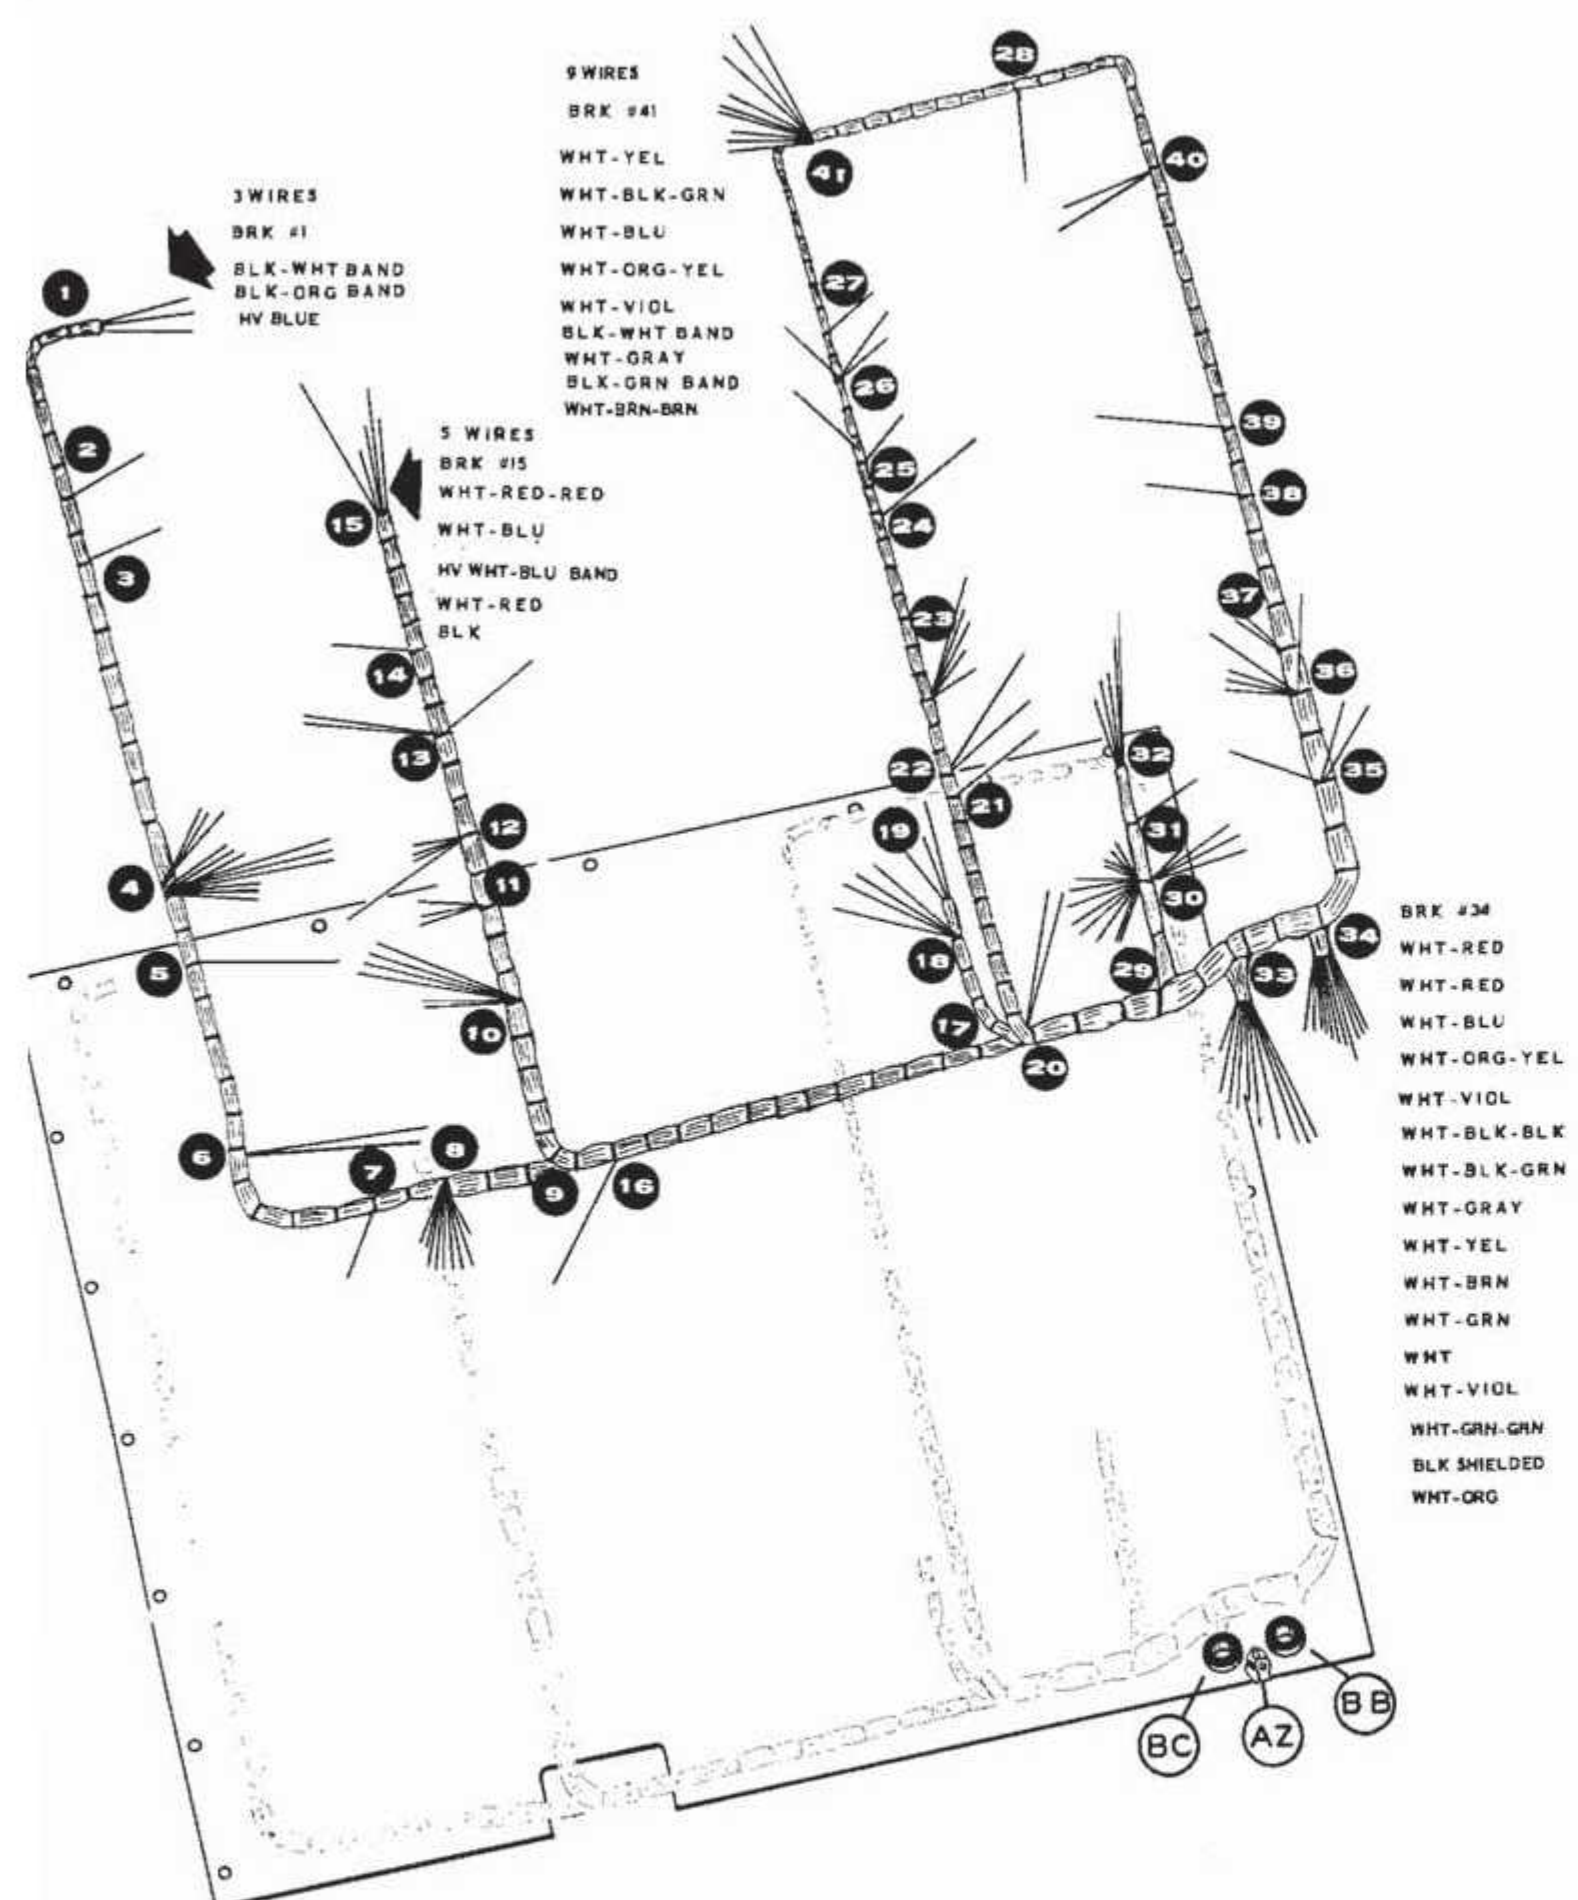 9 WIRES
BRK #41
WHT-YEL
WHT-BLK-GRN
WHT-BLU
WHT-ORG-YEL
WHT-VIOL
BLK-WHT BAND
WHT-GRAY
BLK-GRN BAND
WHT-BRN-BRN
3 WIRES
BRK #1
BLK-WHT BAND
BLK-ORG BAND
HV BLUE
5 WIRES
BRK #15
WHT-RED-RED
WHT-BLU
HV WHT-BLU BAND
WHT-RED
BLK
BRK #34
WHT-RED
WHT-RED
WHT-BLU
WHT-ORG-YEL
WHT-VIOL
WHT-BLK-BLK
WHT-BLK-GRN
WHT-GRAY
WHT-YEL
WHT-BRN
WHT-GRN
WHT
WHT-VIOL
WHT-GRN-GRN
BLK SHIELDED
WHT-ORG
1
2
3
4
5
6
7
8
9
10
11
12
13
14
15
16
17
18
19
20
21
22
23
24
25
26
27
28
29
30
31
32
33
34
35
36
37
38
39
40
41
BC
AZ
BB